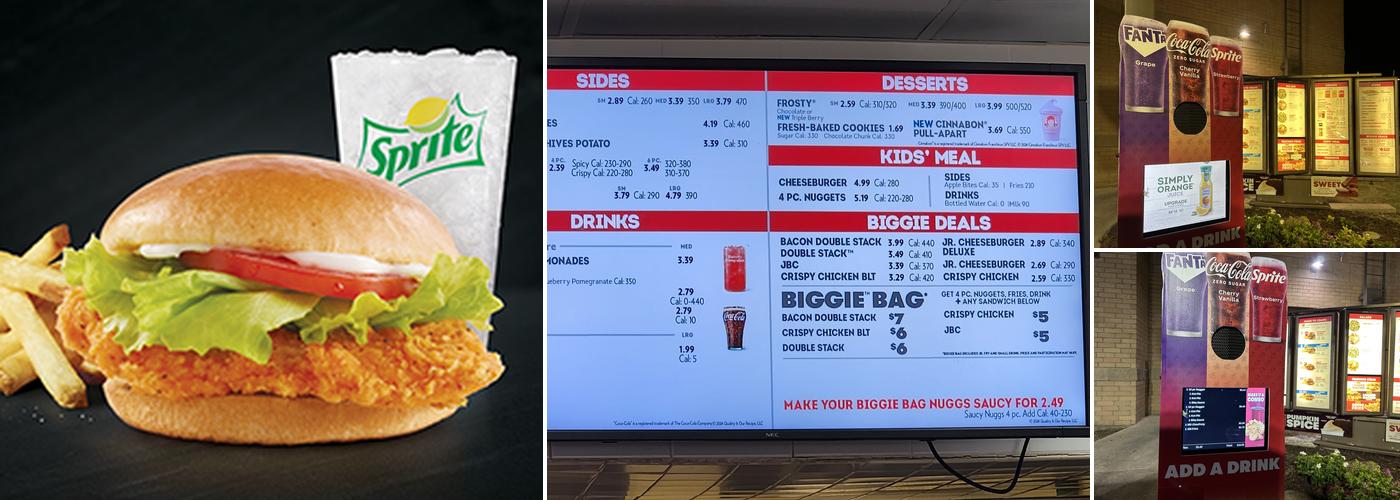 Sprite
SIDES
SM 2.89 Cal: 260 MED 3.39 350 LRG 3.79 470
ES 4.19 Cal: 460
HIVES POTATO 3.39 Cal: 310
4 PC. 2.39 Spicy Cal: 230-290 6 PC. 3.49 320-380
Crispy Cal: 220-280 310-370
SM 3.79 Cal: 290 LRG 4.79 390
DRINKS
re MED
MONADES 3.39
ueberry Pomegranate Cal:350
2.79
Cal: 0-440
2.79
Cal: 10
LRG
1.99
Cal: 5
Coca-Cola
DESSERTS
FROSTY® SM 2.59 Cal: 310/320 MED 3.39 390/400 LRG 3.99 500/520
Chocolate or
NEW Triple Berry
FRESH-BAKED COOKIES 1.69
Sugar Cal: 330 Chocolate Chunk Cal: 330
NEW CINNABON®
PULL-APART 3.69 Cal: 550
KIDS' MEAL
CHEESEBURGER 4.99 Cal: 280
4 PC. NUGGETS 5.19 Cal: 220-280
SIDES
Apple Bites Cal: 35 | Fries 210
DRINKS
Bottled Water Cal: 0 |Milk 90
BIGGIE DEALS
BACON DOUBLE STACK 3.99 Cal: 440
DOUBLE STACK™ 3.49 Cal: 410
JBC 3.39 Cal: 370
CRISPY CHICKEN BLT 3.29 Cal: 420
JR. CHEESEBURGER 2.89 Cal: 340
DELUXE
JR. CHEESEBURGER 2.69 Cal: 290
CRISPY CHICKEN 2.59 Cal: 330
BIGGIE™ BAG*
GET 4 PC. NUGGETS, FRIES, DRINK
+ ANY SANDWICH BELOW
BACON DOUBLE STACK $7
CRISPY CHICKEN BLT $6
DOUBLE STACK $6
CRISPY CHICKEN $5
JBC $5
MAKE YOUR BIGGIE BAG NUGGS SAUCY FOR 2.49
Saucy Nuggs 4 pc. Add Cal: 40-230
NEC
FANTA
Grape
Coca-Cola
ZERO SUGAR
Cherry
Vanilla
Sprite
Strawberry
SIMPLY
ORANGE
JUICE
UPGRADE
SWEET
ADD A DRINK
FANTA
Grape
Coca-Cola
ZERO SUGAR
Cherry
Vanilla
Sprite
Strawberry
MAKE IT A
COMBO
PUMPKIN
SPICE
ADD A DRINK